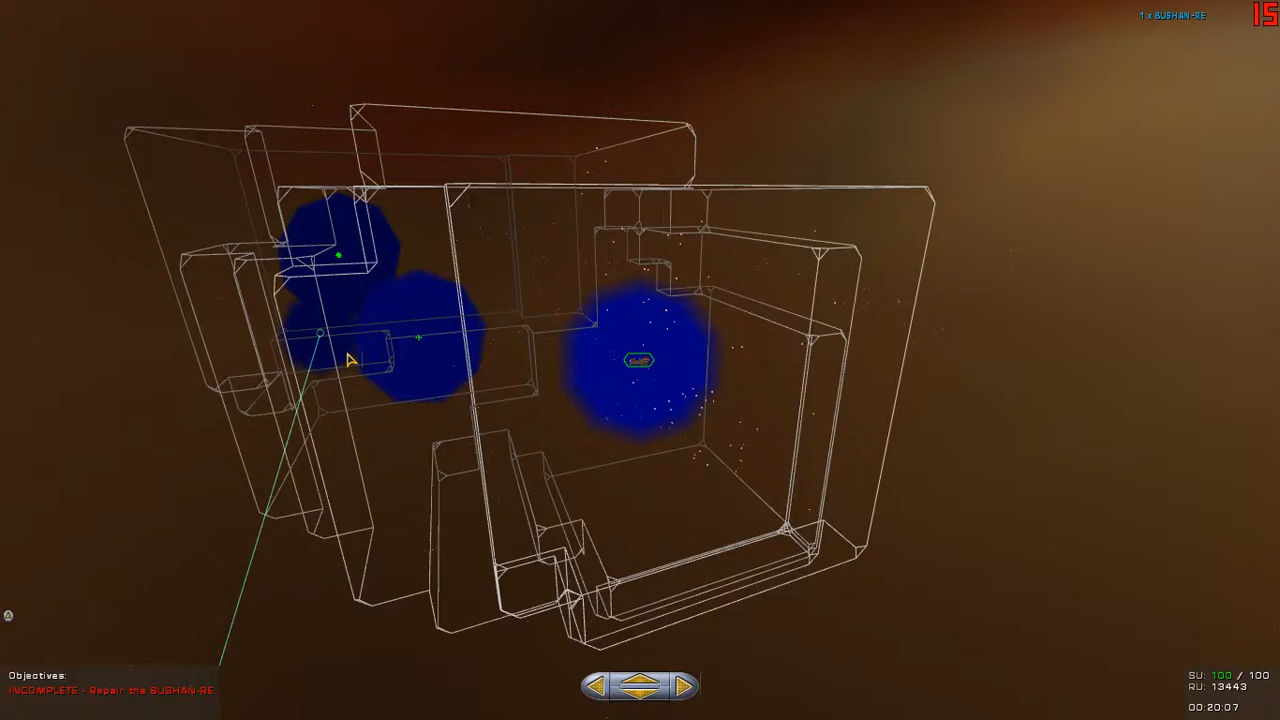 1 x BUSHAN-RE
15
Objectives:
INCOMPLETE - Repair the BUSHAN-RE
SU: 100 / 100
RU: 13443
00:20:07